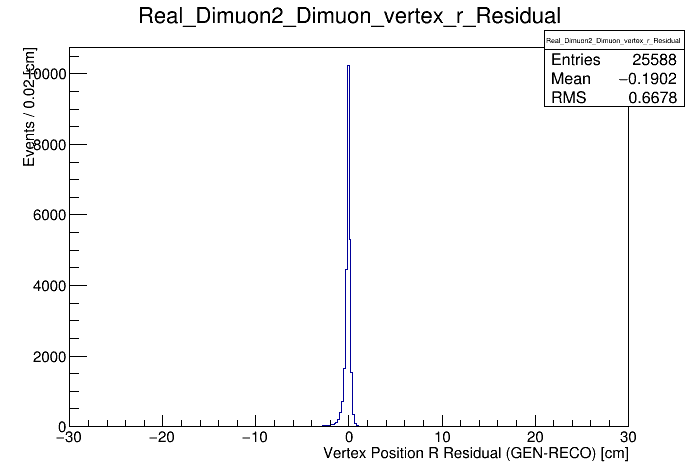 Real_Dimuon2_Dimuon_vertex_r_Residual
Real_Dimuon2_Dimuon_vertex_r_Residual
Entries 25588
Mean −0.1902
RMS 0.6678
Events / 0.02 [cm]
10000
8000
6000
4000
2000
0
−30 −20 −10 0 10 20 30
Vertex Position R Residual (GEN-RECO) [cm]